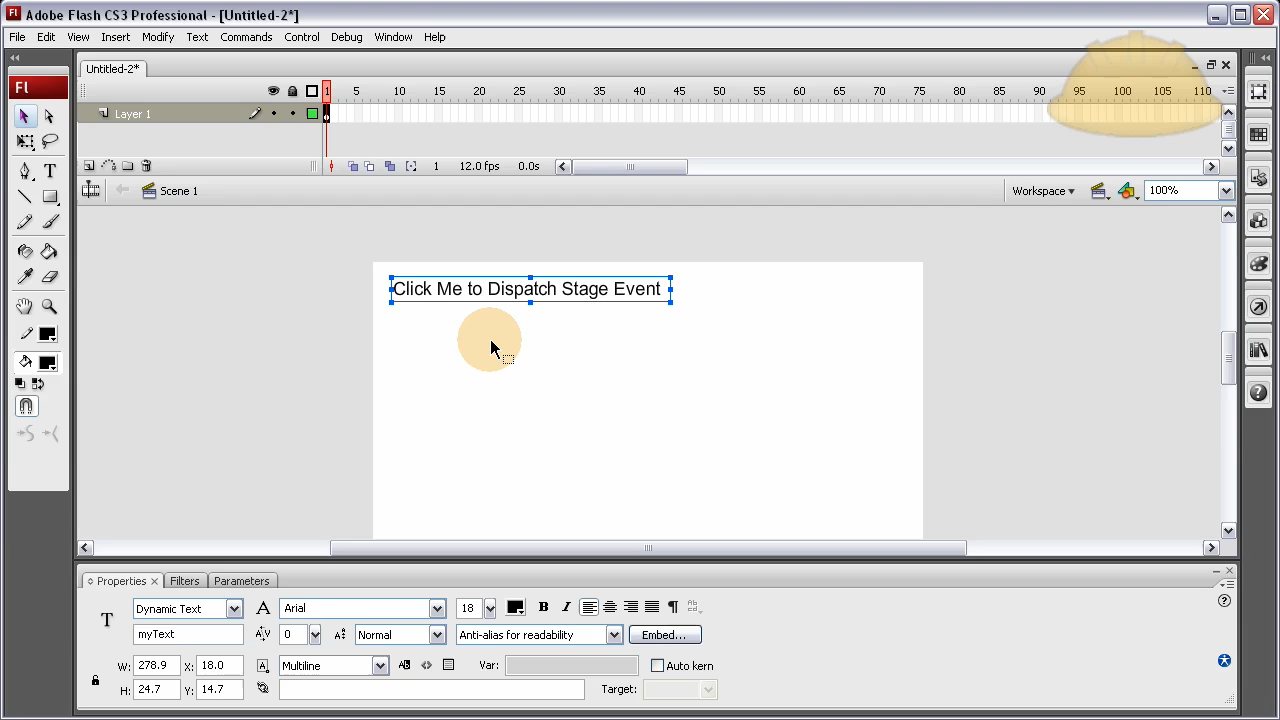 Fl Adobe Flash CS3 Professional - [Untitled-2*]
File Edit View Insert Modify Text Commands Control Debug Window Help
Untitled-2*
Fl
1 5 10 15 20 25 30 35 40 45 50 55 60 65 70 75 80 85 90 95 100 105 110
Layer 1
1 12.0 fps 0.0s
Scene 1 Workspace 100%
Click Me to Dispatch Stage Event
Properties Filters Parameters
T Dynamic Text A Arial 18 B I
myText 0 Normal Anti-alias for readability Embed...
W: 278.9 X: 18.0 Multiline Var: Auto kern
H: 24.7 Y: 14.7 Target: